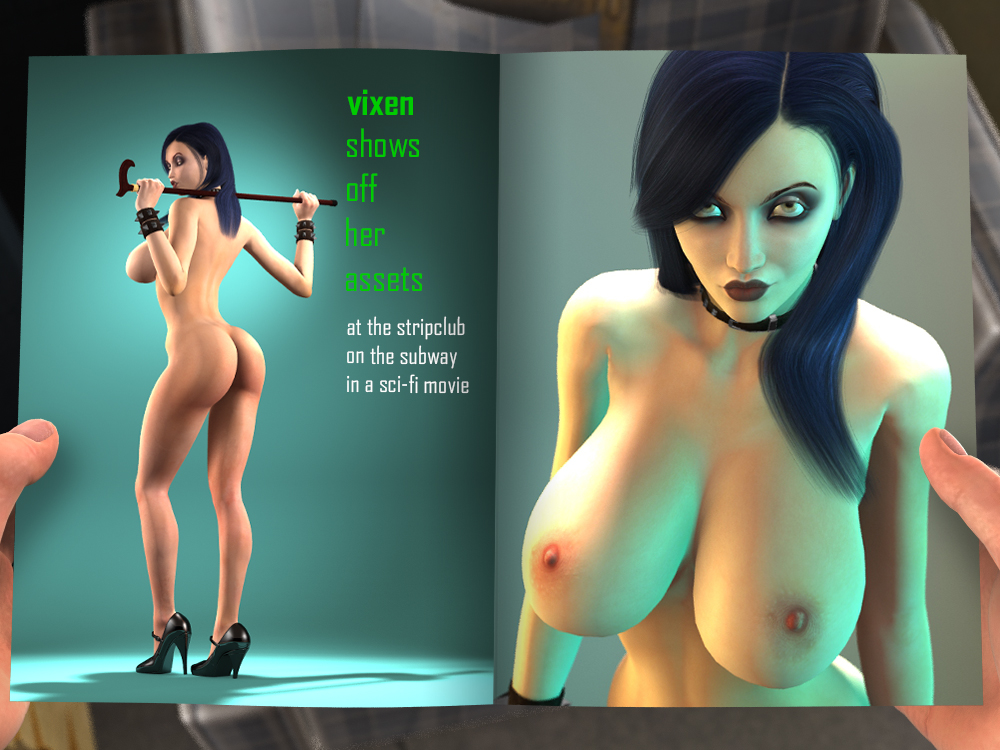 vixen
shows
off
her
assets
at the stripclub
on the subway
in a sci-fi movie